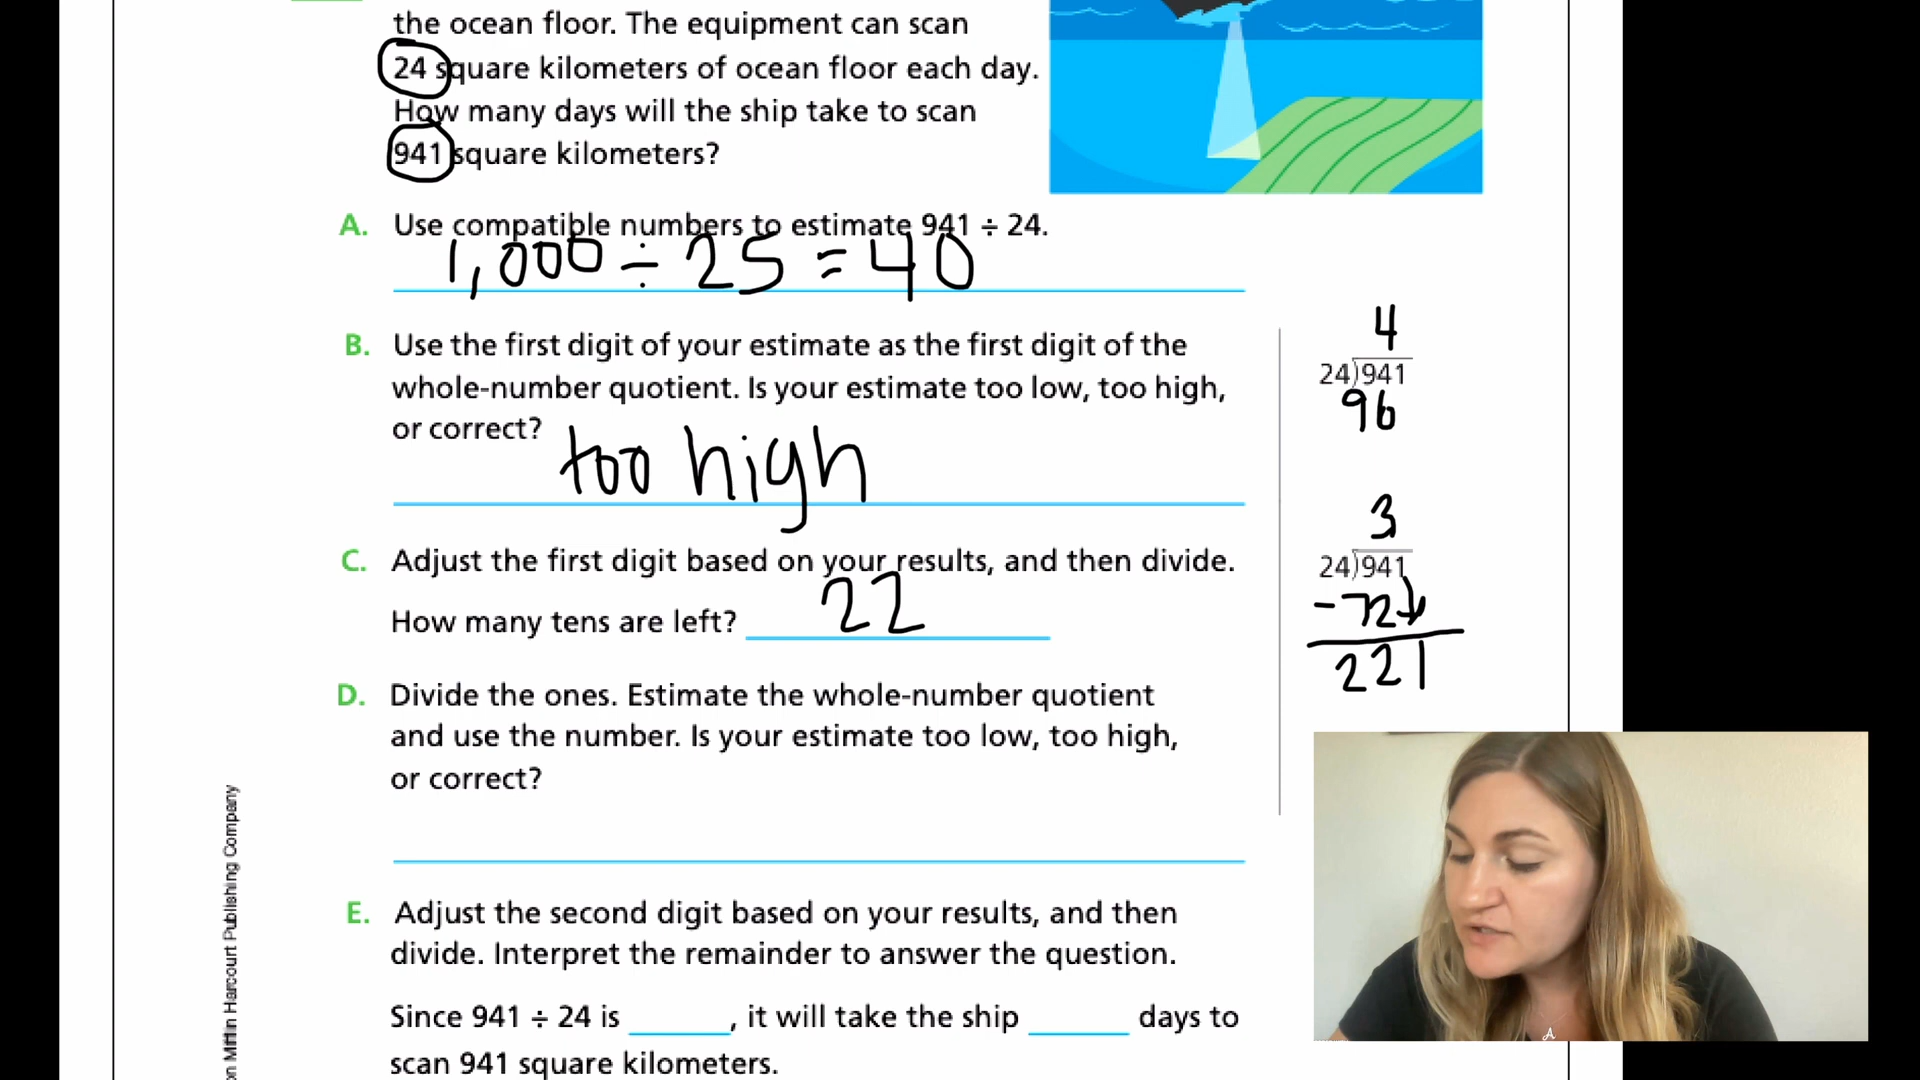 the ocean floor. The equipment can scan
24 square kilometers of ocean floor each day.
How many days will the ship take to scan
941 square kilometers?
A. Use compatible numbers to estimate 941 ÷ 24.
1,000 ÷ 25 = 40
B. Use the first digit of your estimate as the first digit of the
whole-number quotient. Is your estimate too low, too high,
or correct?
too high
4
24)941
96
C. Adjust the first digit based on your results, and then divide.
How many tens are left? 22
3
24)941
-72↓
221
D. Divide the ones. Estimate the whole-number quotient
and use the number. Is your estimate too low, too high,
or correct?
E. Adjust the second digit based on your results, and then
divide. Interpret the remainder to answer the question.
Since 941 ÷ 24 is ______, it will take the ship ______ days to
scan 941 square kilometers.
Harcourt Publishing Company